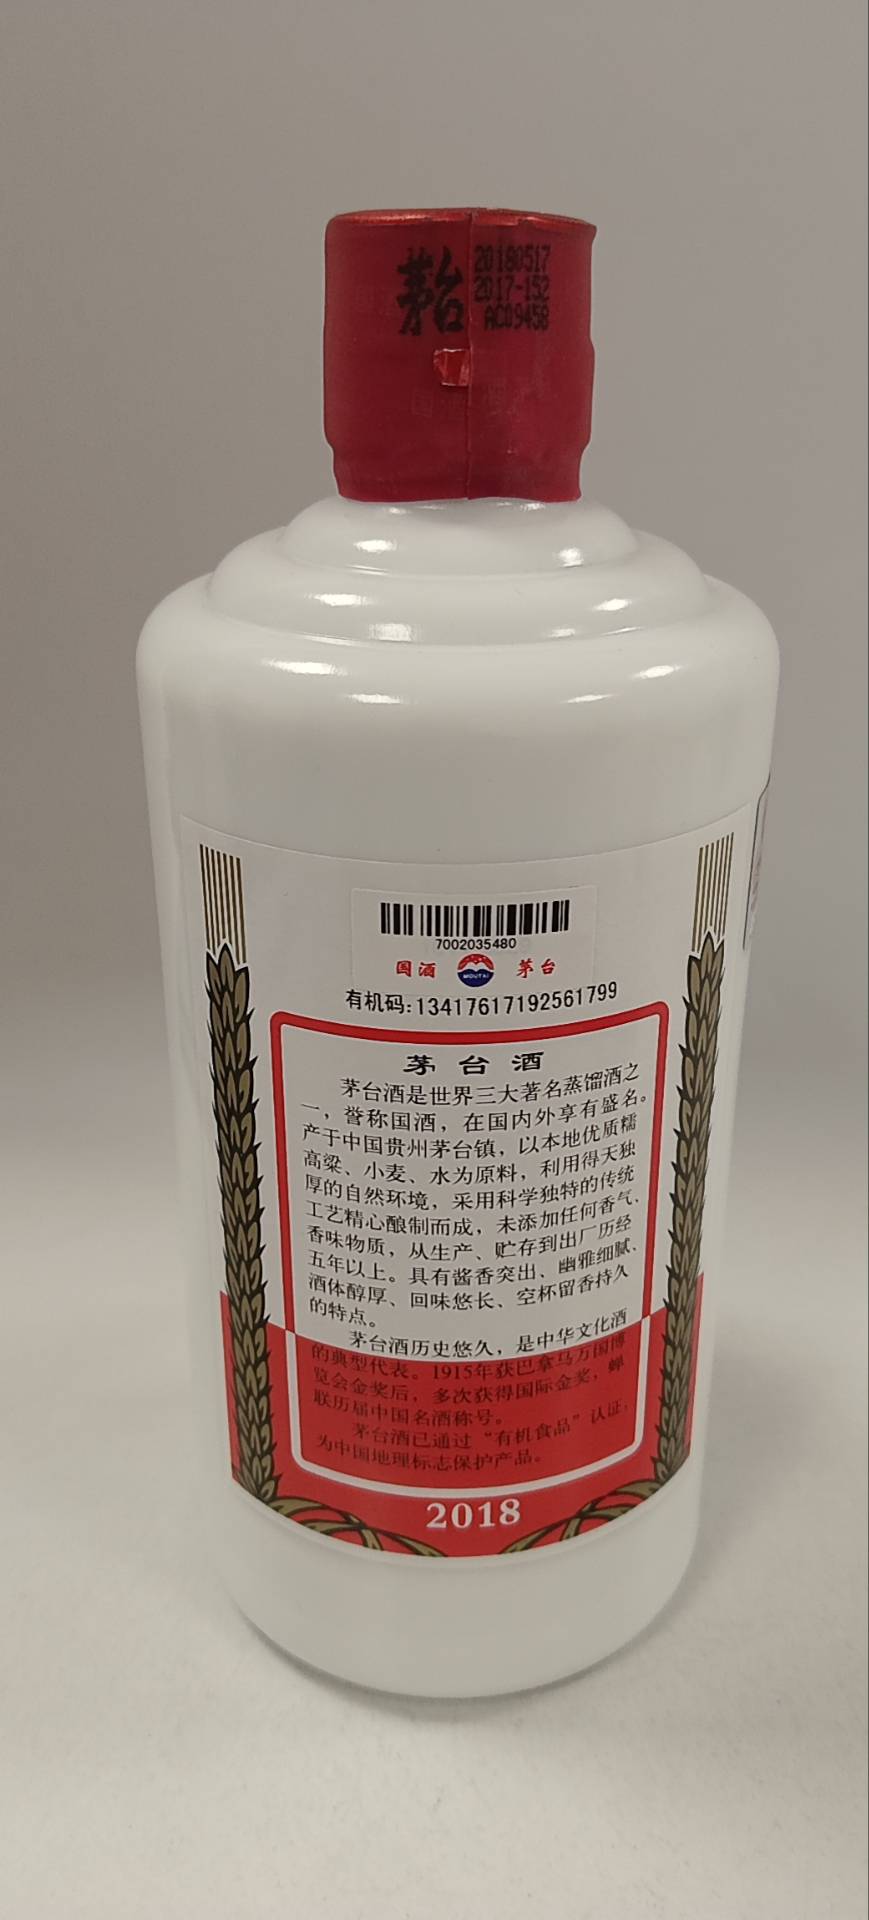 茅台
20180517
2017-152
AC09458
7002035480
国酒 MOUTAI 茅台
有机码:13417617192561799
茅台酒
茅台酒是世界三大著名蒸馏酒之
一，誉称国酒，在国内外享有盛名。
产于中国贵州茅台镇，以本地优质糯
高粱、小麦、水为原料，利用得天独
厚的自然环境，采用科学独特的传统
工艺精心酿制而成，未添加任何香气、
香味物质，从生产、贮存到出厂历经
五年以上。具有酱香突出、幽雅细腻、
酒体醇厚、回味悠长、空杯留香持久
的特点。
茅台酒历史悠久，是中华文化酒
的典型代表。1915年获巴拿马万国博
览会金奖后，多次获得国际金奖，蝉
联历届中国名酒称号。
茅台酒已通过“有机食品”认证，
为中国地理标志保护产品。
2018